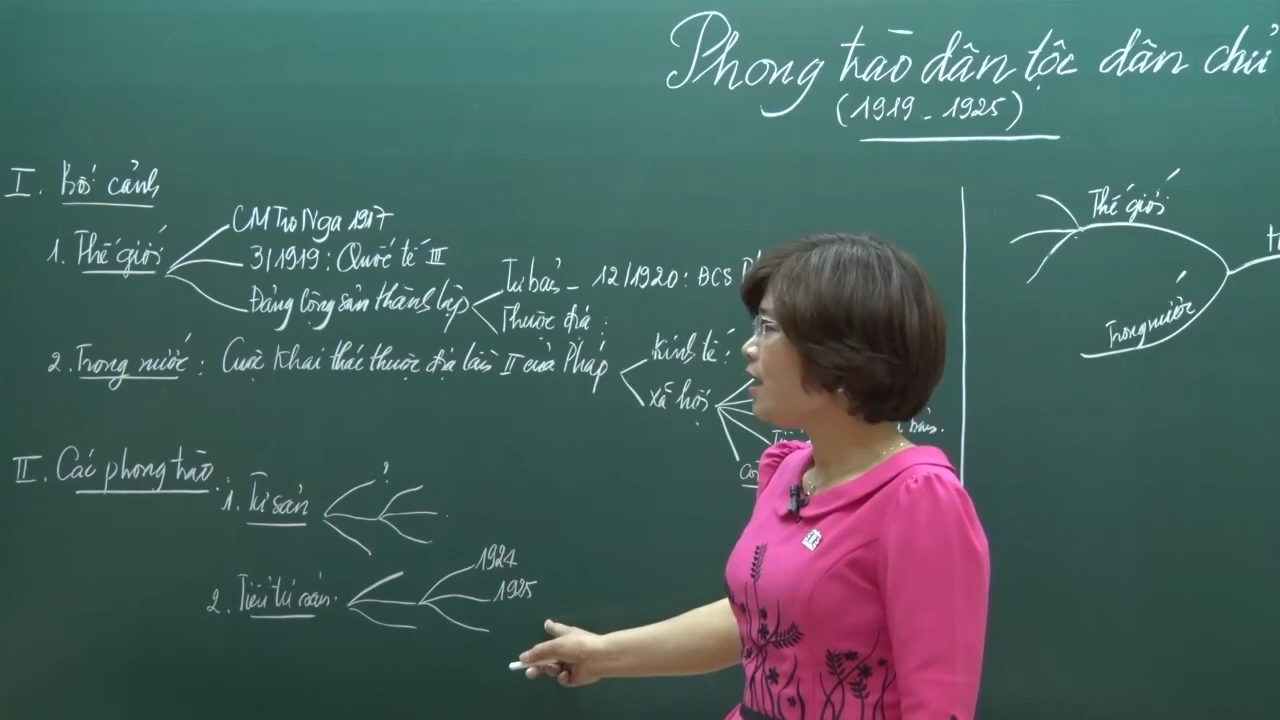 Phong trào dân tộc dân chủ
(1919 - 1925)
I. Bối cảnh
1. Thế giới
CMT10 Nga 1917
3/1919: Quốc tế III
Đảng Cộng sản thành lập
Tư bản - 12/1920: ĐCS
Thuộc địa :
2. Trong nước : Cuộc Khai thác thuộc địa lần II của Pháp
Kinh tế :
Xã hội
bản.
II. Các phong trào.
1. Tư sản
?
2. Tiểu tư sản.
1924
1925
Thế giới
Trong nước